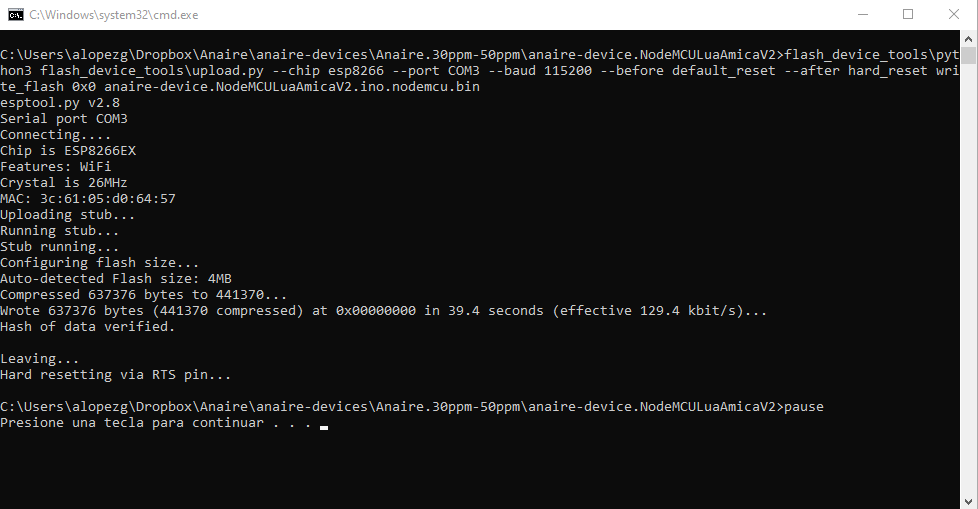 C:\Windows\system32\cmd.exe
C:\Users\alopezg\Dropbox\Anaire\anaire-devices\Anaire.30ppm-50ppm\anaire-device.NodeMCULuaAmicaV2>flash_device_tools\pyt
hon3 flash_device_tools\upload.py --chip esp8266 --port COM3 --baud 115200 --before default_reset --after hard_reset wri
te_flash 0x0 anaire-device.NodeMCULuaAmicaV2.ino.nodemcu.bin
esptool.py v2.8
Serial port COM3
Connecting....
Chip is ESP8266EX
Features: WiFi
Crystal is 26MHz
MAC: 3c:61:05:d0:64:57
Uploading stub...
Running stub...
Stub running...
Configuring flash size...
Auto-detected Flash size: 4MB
Compressed 637376 bytes to 441370...
Wrote 637376 bytes (441370 compressed) at 0x00000000 in 39.4 seconds (effective 129.4 kbit/s)...
Hash of data verified.
Leaving...
Hard resetting via RTS pin...
C:\Users\alopezg\Dropbox\Anaire\anaire-devices\Anaire.30ppm-50ppm\anaire-device.NodeMCULuaAmicaV2>pause
Presione una tecla para continuar . . .